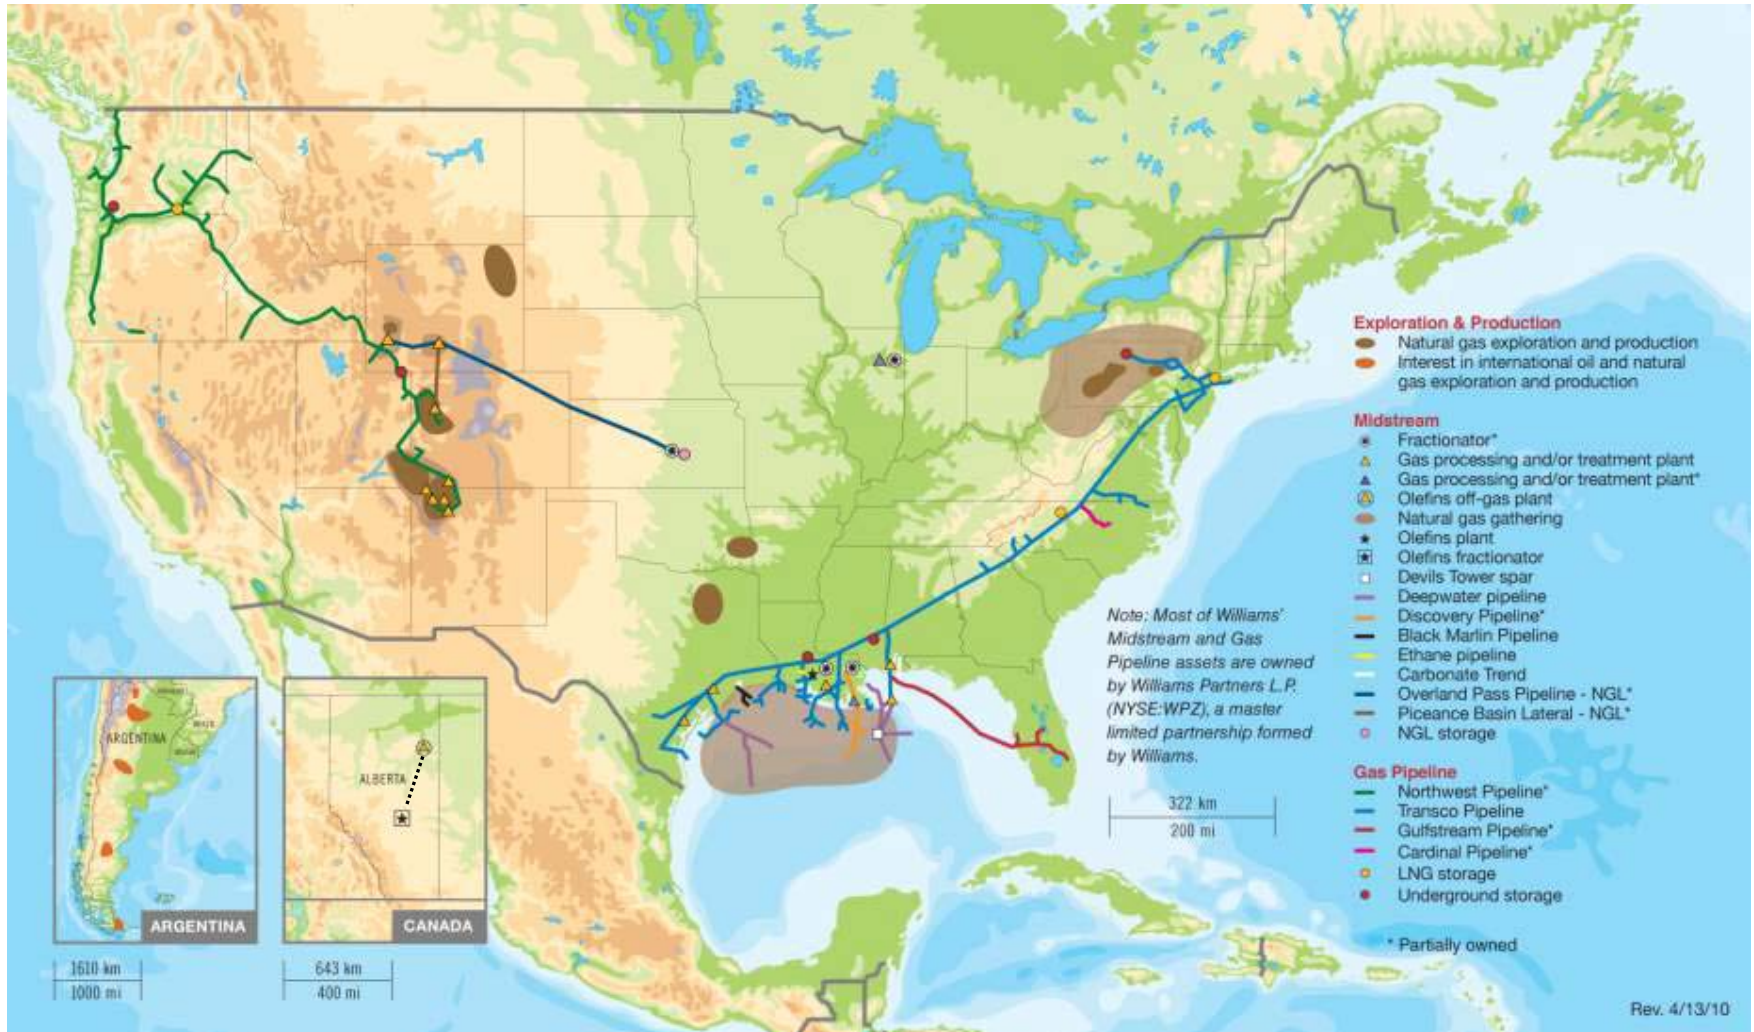 Exploration & Production
Natural gas exploration and production
Interest in international oil and natural
gas exploration and production
Midstream
Fractionator*
Gas processing and/or treatment plant
Gas processing and/or treatment plant*
Olefins off-gas plant
Natural gas gathering
Olefins plant
Olefins fractionator
Devils Tower spar
Deepwater pipeline
Discovery Pipeline*
Black Marlin Pipeline
Ethane pipeline
Carbonate Trend
Overland Pass Pipeline - NGL*
Piceance Basin Lateral - NGL*
NGL storage
Gas Pipeline
Northwest Pipeline*
Transco Pipeline
Gulfstream Pipeline*
Cardinal Pipeline*
LNG storage
Underground storage
* Partially owned
Note: Most of Williams'
Midstream and Gas
Pipeline assets are owned
by Williams Partners L.P.
(NYSE:WPZ), a master
limited partnership formed
by Williams.
322 km
200 mi
ARGENTINA
ARGENTINA
1610 km
1000 mi
ALBERTA
CANADA
643 km
400 mi
Rev. 4/13/10